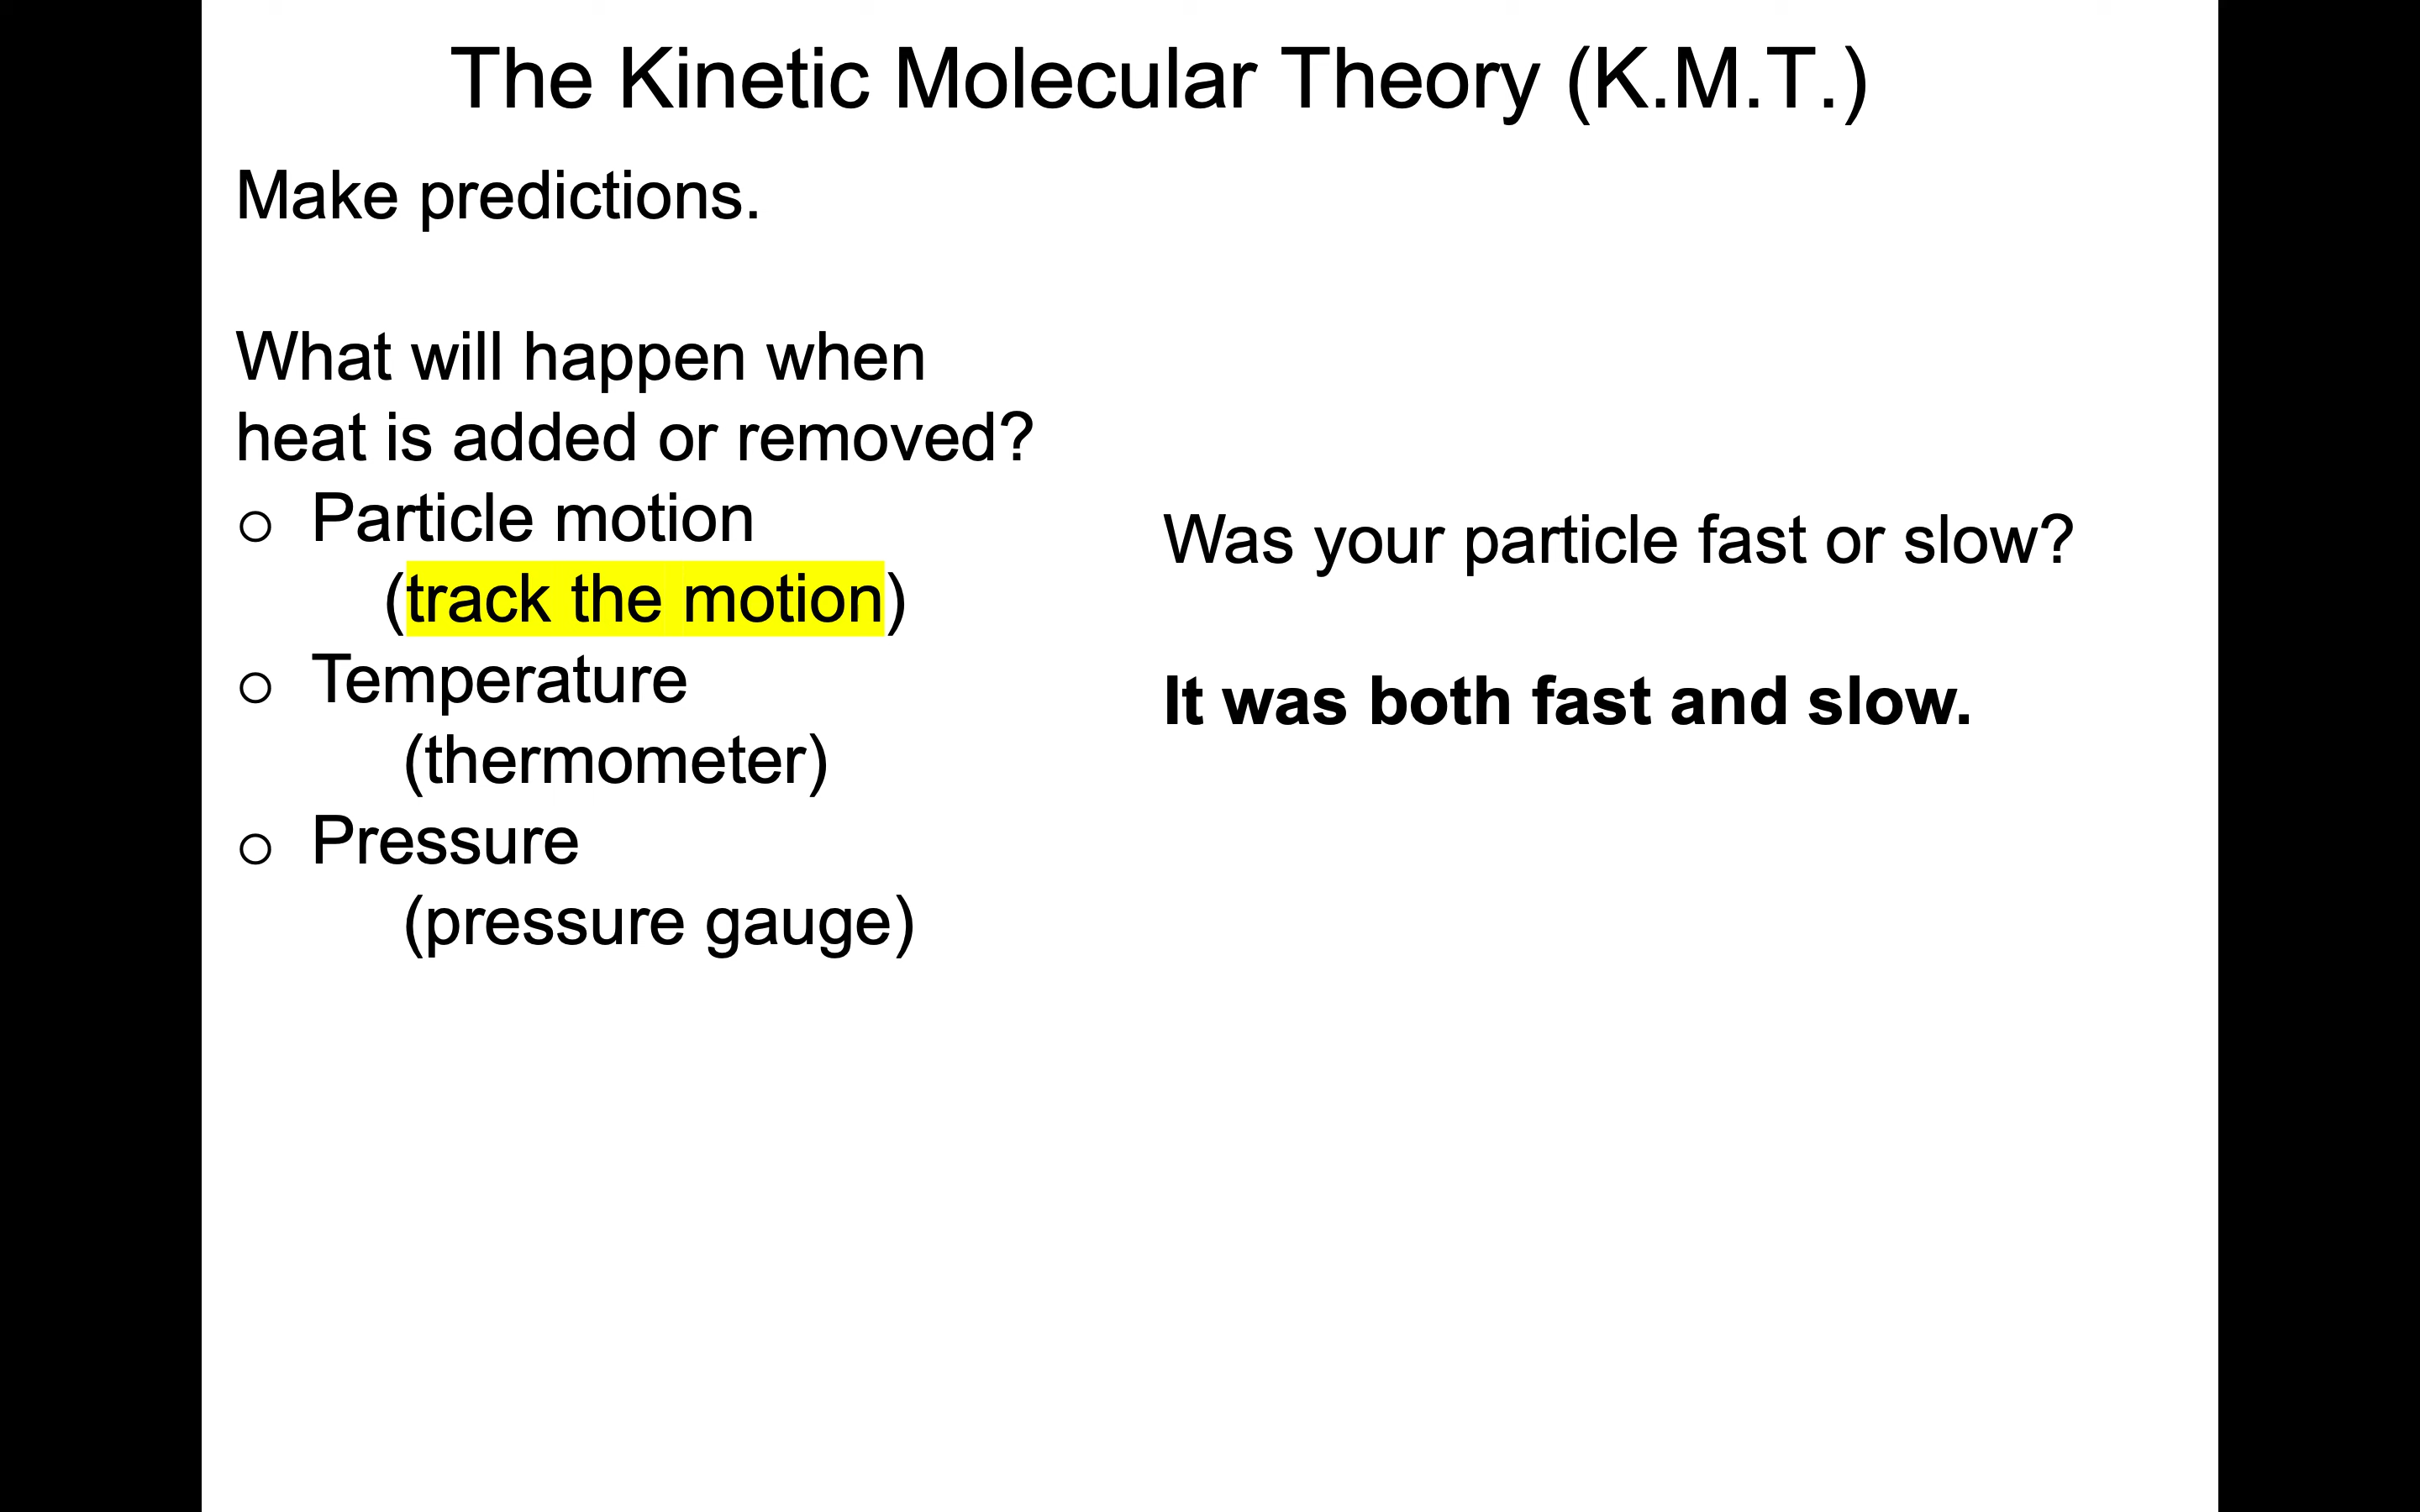 The Kinetic Molecular Theory (K.M.T.)
Make predictions.
What will happen when
heat is added or removed?
○ Particle motion
(track the motion)
○ Temperature
(thermometer)
○ Pressure
(pressure gauge)
Was your particle fast or slow?
It was both fast and slow.